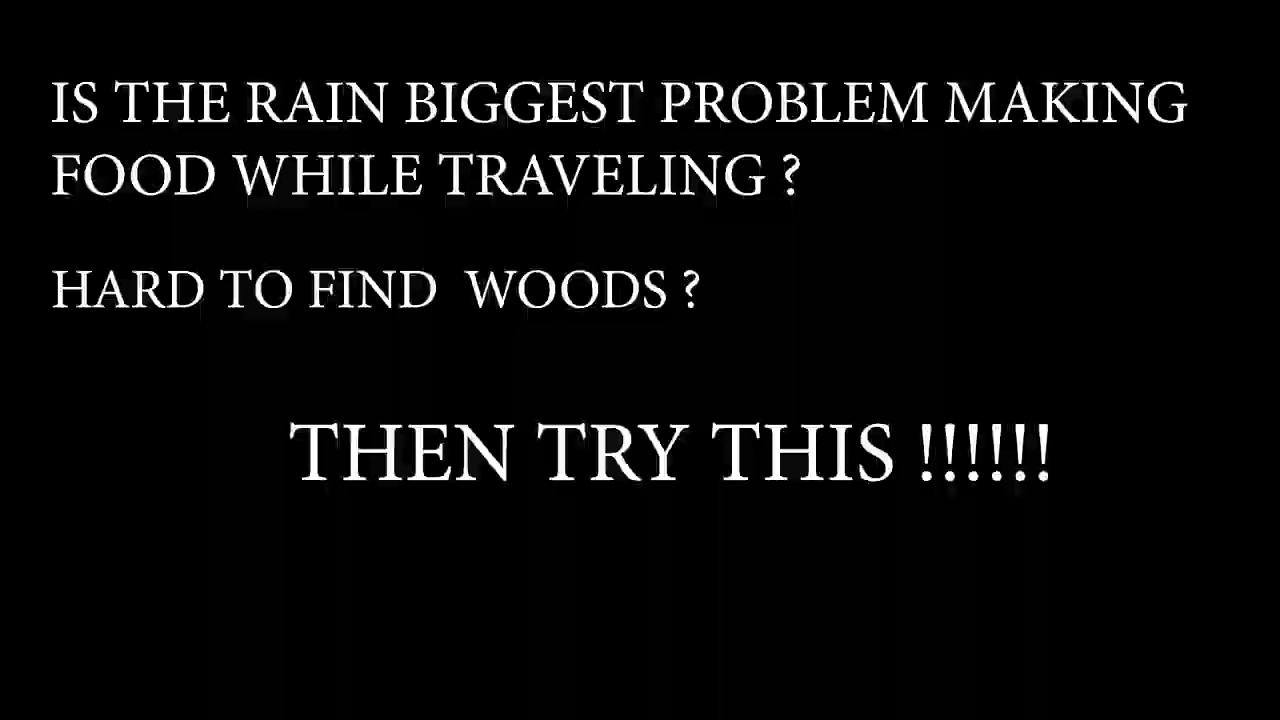 IS THE RAIN BIGGEST PROBLEM MAKING
FOOD WHILE TRAVELING ?
HARD TO FIND  WOODS ?
THEN TRY THIS !!!!!!